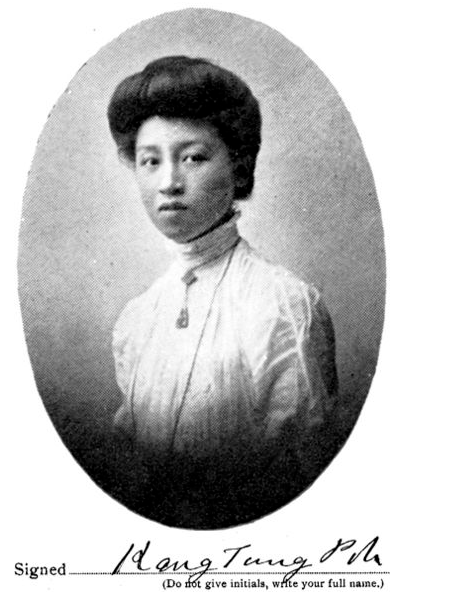 Signed Kang Tung Pih
(Do not give initials, write your full name.)